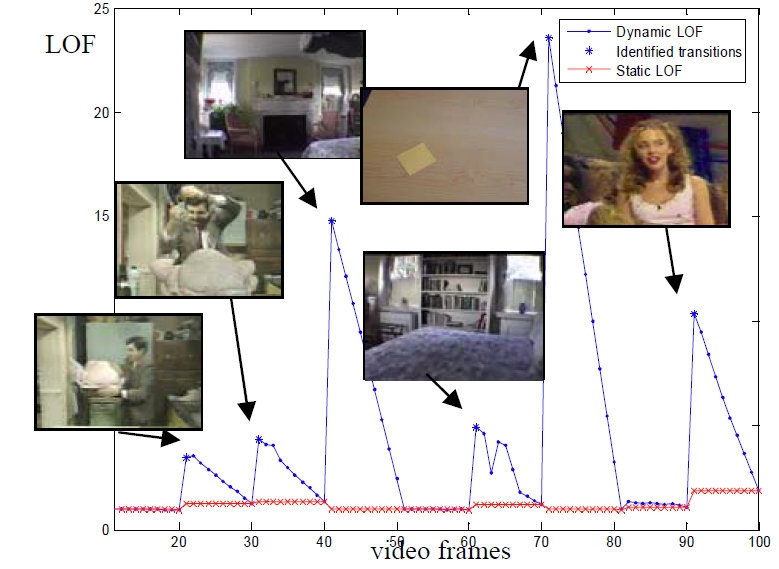 LOF
25
20
15
5
0
Dynamic LOF
Identified transitions
Static LOF
20 30 40 50 60 70 80 90 100
video frames